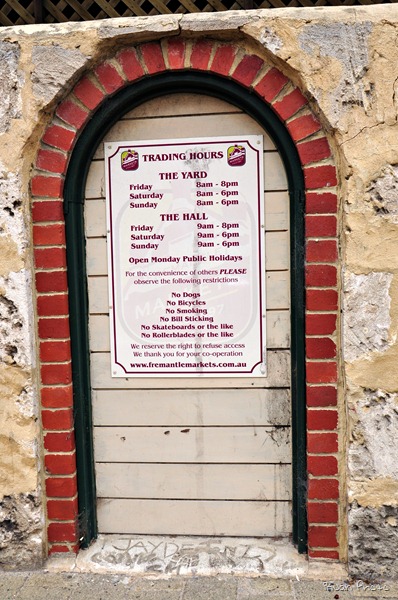 TRADING HOURS
THE YARD
Friday 8am - 8pm
Saturday 8am - 6pm
Sunday 8am - 6pm
THE HALL
Friday 9am - 8pm
Saturday 9am - 6pm
Sunday 9am - 6pm
Open Monday Public Holidays
For the convenience of others PLEASE
observe the following restrictions
No Dogs
No Bicycles
No Smoking
No Bill Sticking
No Skateboards or the like
No Rollerblades or the like
We reserve the right to refuse access
We thank you for your co-operation
www.fremantlemarkets.com.au